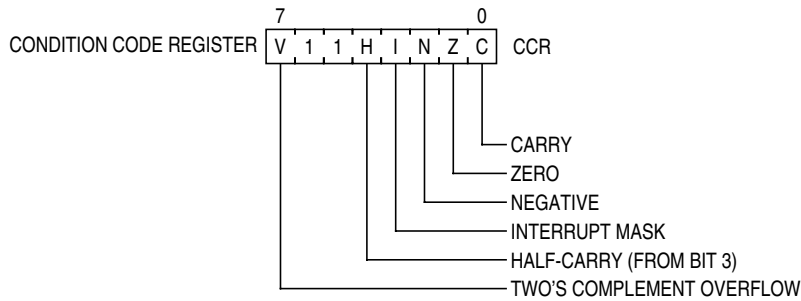 7 0
CONDITION CODE REGISTER V 1 1 H I N Z C CCR
CARRY
ZERO
NEGATIVE
INTERRUPT MASK
HALF-CARRY (FROM BIT 3)
TWO'S COMPLEMENT OVERFLOW